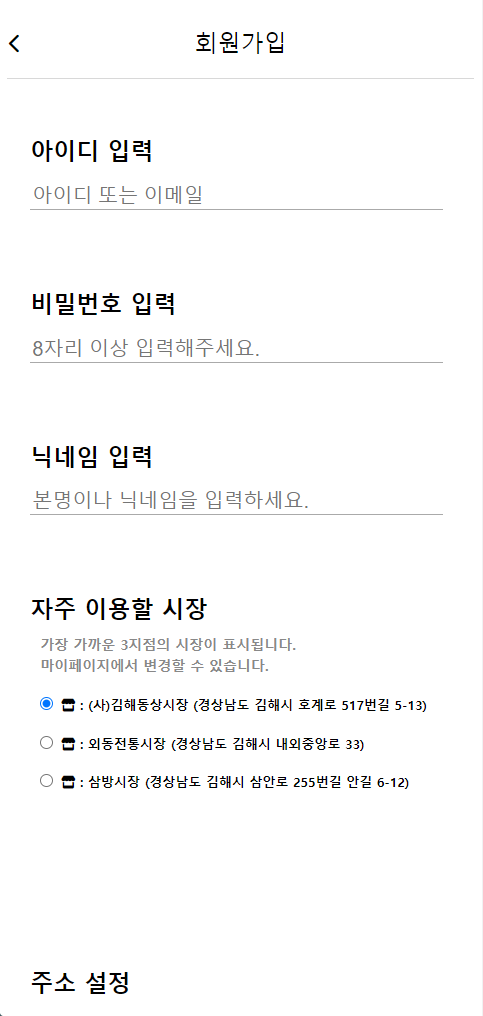 회원가입
아이디 입력
아이디 또는 이메일
비밀번호 입력
8자리 이상 입력해주세요.
닉네임 입력
본명이나 닉네임을 입력하세요.
자주 이용할 시장
가장 가까운 3지점의 시장이 표시됩니다.
마이페이지에서 변경할 수 있습니다.
: (사)김해동상시장 (경상남도 김해시 호계로 517번길 5-13)
: 외동전통시장 (경상남도 김해시 내외중앙로 33)
: 삼방시장 (경상남도 김해시 삼안로 255번길 안길 6-12)
주소 설정